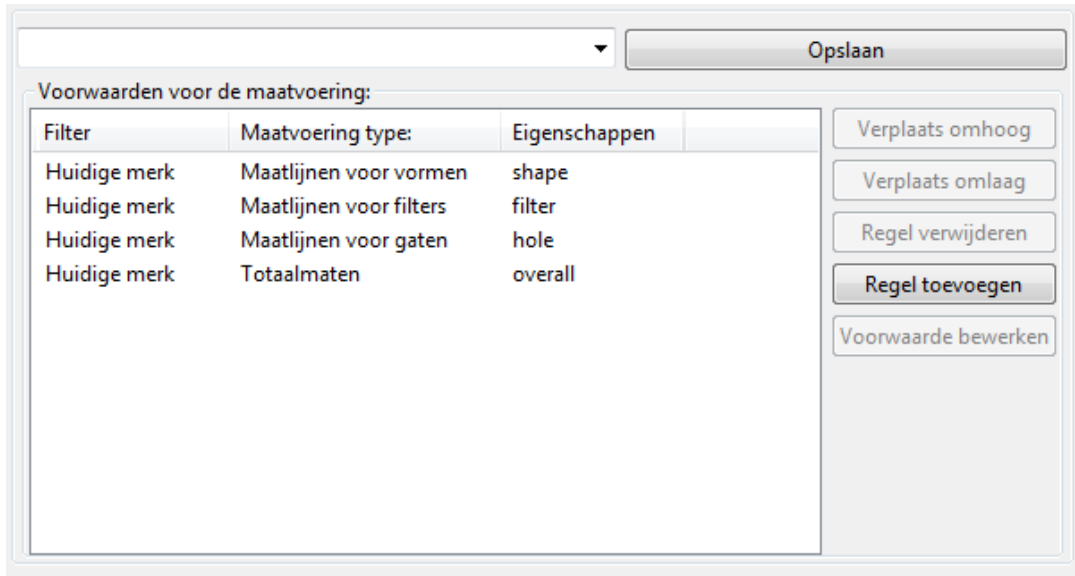 Opslaan
Voorwaarden voor de maatvoering:
Filter Maatvoering type: Eigenschappen
Huidige merk Maatlijnen voor vormen shape
Huidige merk Maatlijnen voor filters filter
Huidige merk Maatlijnen voor gaten hole
Huidige merk Totaalmaten overall
Verplaats omhoog
Verplaats omlaag
Regel verwijderen
Regel toevoegen
Voorwaarde bewerken